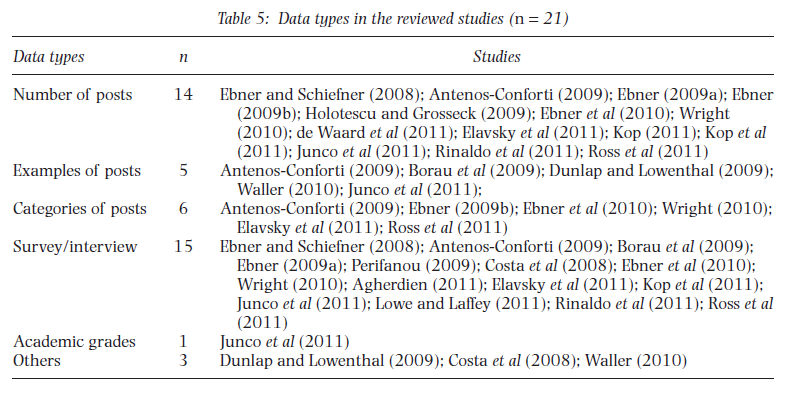 Table 5: Data types in the reviewed studies (n = 21)
Data types n Studies
Number of posts 14 Ebner and Schiefner (2008); Antenos-Conforti (2009); Ebner (2009a); Ebner
(2009b); Holotescu and Grosseck (2009); Ebner et al (2010); Wright
(2010); de Waard et al (2011); Elavsky et al (2011); Kop (2011); Kop et al
(2011); Junco et al (2011); Rinaldo et al (2011); Ross et al (2011)
Examples of posts 5 Antenos-Conforti (2009); Borau et al (2009); Dunlap and Lowenthal (2009);
Waller (2010); Junco et al (2011);
Categories of posts 6 Antenos-Conforti (2009); Ebner (2009b); Ebner et al (2010); Wright (2010);
Elavsky et al (2011); Ross et al (2011)
Survey/interview 15 Ebner and Schiefner (2008); Antenos-Conforti (2009); Borau et al (2009);
Ebner (2009a); Perifanou (2009); Costa et al (2008); Ebner et al (2010);
Wright (2010); Agherdien (2011); Elavsky et al (2011); Kop et al (2011);
Junco et al (2011); Lowe and Laffey (2011); Rinaldo et al (2011); Ross et al
(2011)
Academic grades 1 Junco et al (2011)
Others 3 Dunlap and Lowenthal (2009); Costa et al (2008); Waller (2010)